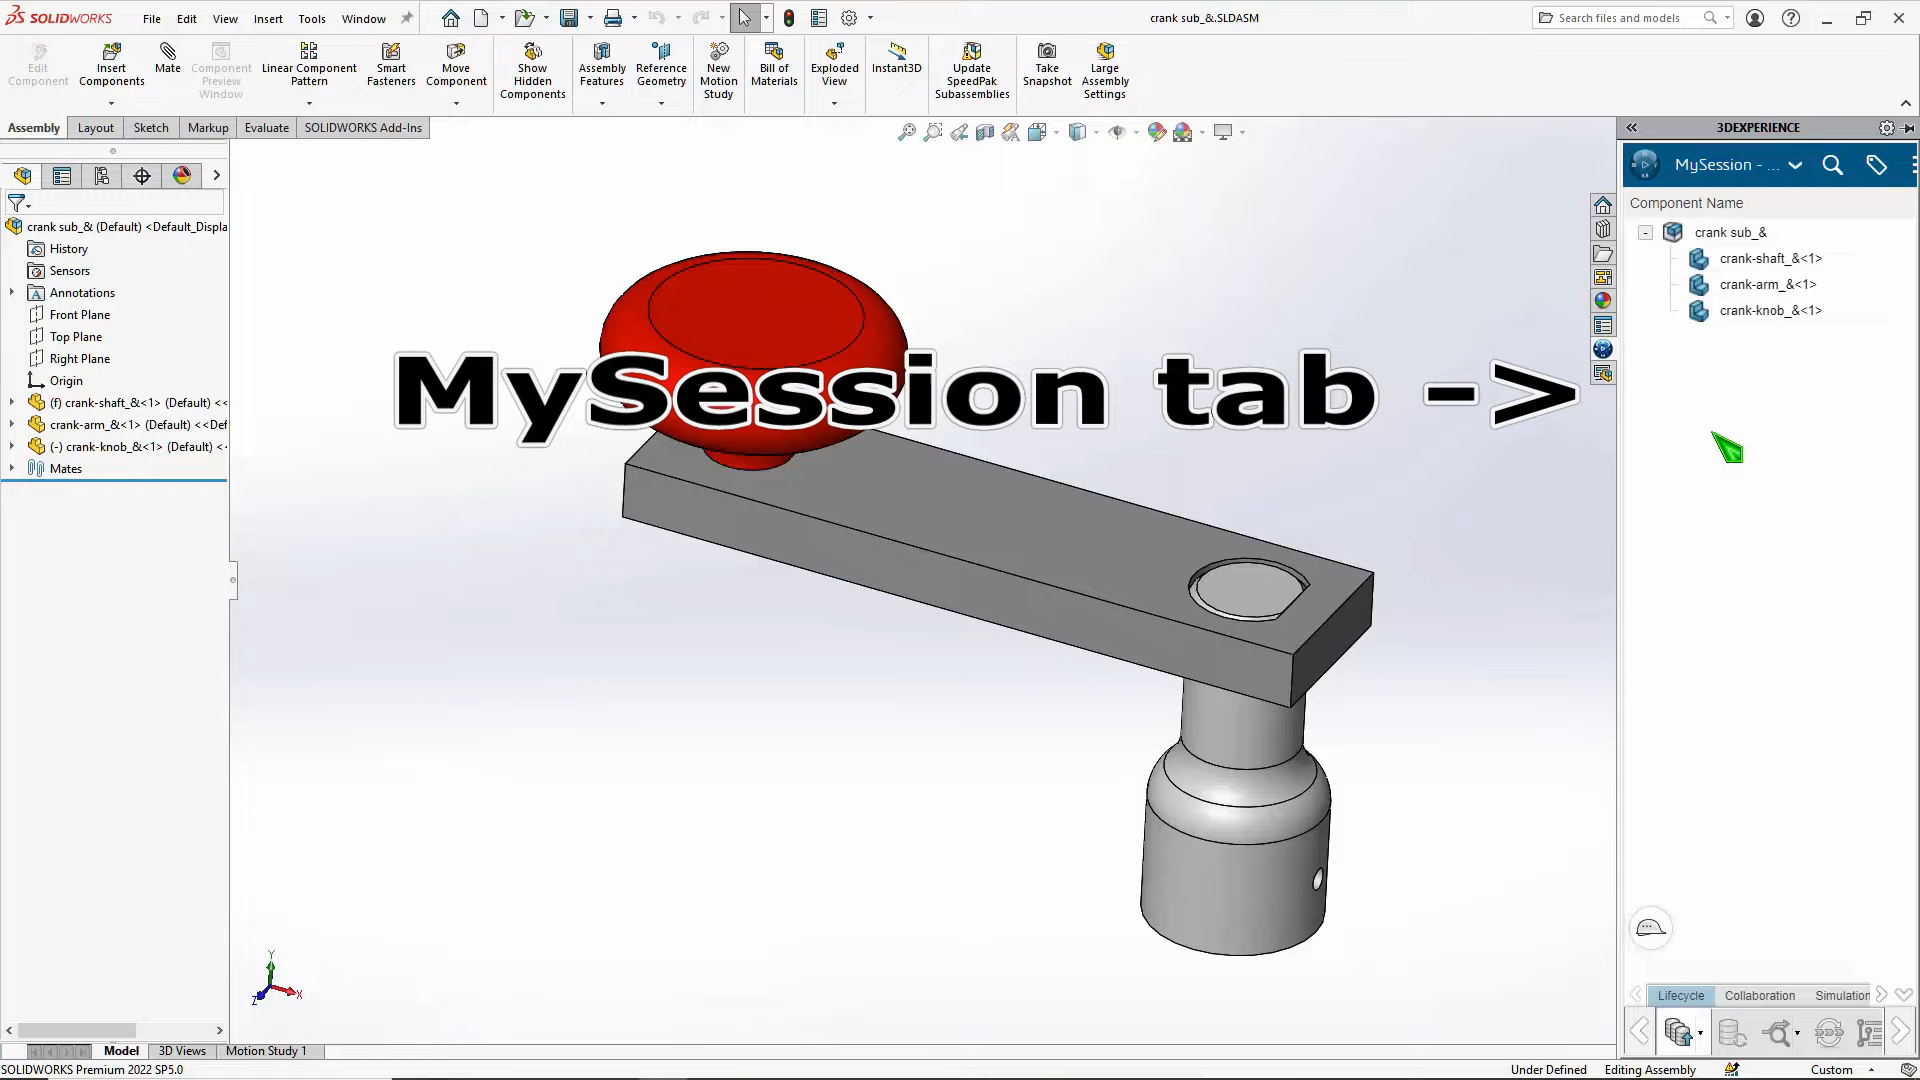 SOLIDWORKS File Edit View Insert Tools Window crank sub_&.SLDASM Search files and models
Edit Component
Insert Components
Mate
Component Preview Window
Linear Component Pattern
Smart Fasteners
Move Component
Show Hidden Components
Assembly Features
Reference Geometry
New Motion Study
Bill of Materials
Exploded View
Instant3D
Update SpeedPak Subassemblies
Take Snapshot
Large Assembly Settings
Assembly Layout Sketch Markup Evaluate SOLIDWORKS Add-Ins
3DEXPERIENCE
MySession - ...
Component Name
crank sub_&
crank-shaft_&<1>
crank-arm_&<1>
crank-knob_&<1>
crank sub_& (Default) <Default_Displa
History
Sensors
Annotations
Front Plane
Top Plane
Right Plane
Origin
(f) crank-shaft_&<1> (Default) <<
crank-arm_&<1> (Default) <<Def
(-) crank-knob_&<1> (Default) <
Mates
MySession tab ->
Y
X
Z
Lifecycle Collaboration Simulation
Model 3D Views Motion Study 1
SOLIDWORKS Premium 2022 SP5.0 Under Defined Editing Assembly Custom